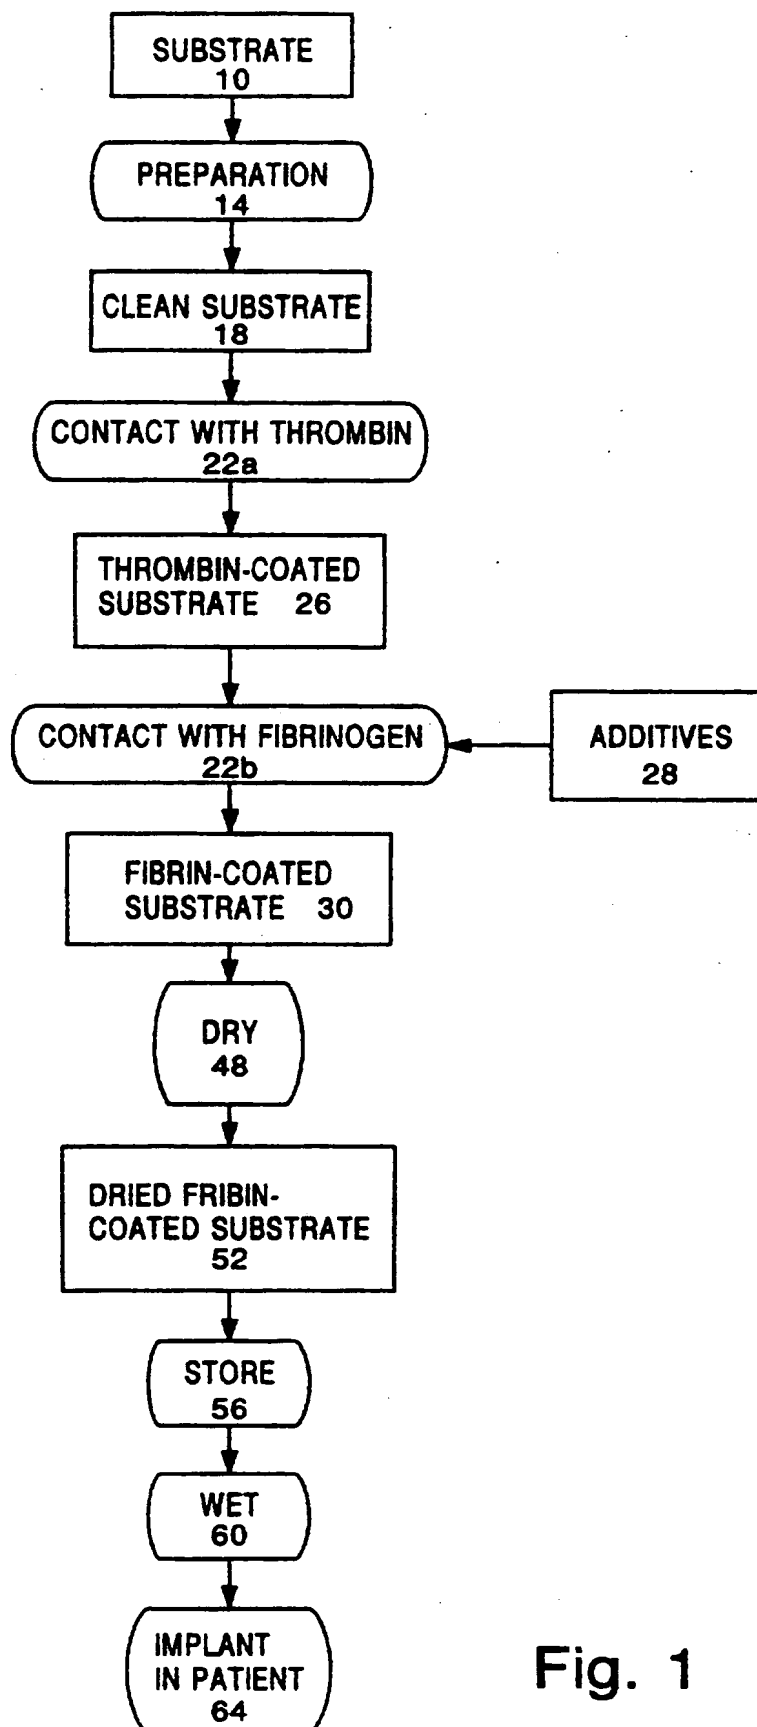 SUBSTRATE
10
PREPARATION
14
CLEAN SUBSTRATE
18
CONTACT WITH THROMBIN
22a
THROMBIN-COATED
SUBSTRATE 26
CONTACT WITH FIBRINOGEN
22b
ADDITIVES
28
FIBRIN-COATED
SUBSTRATE 30
DRY
48
DRIED FRIBIN-
COATED SUBSTRATE
52
STORE
56
WET
60
IMPLANT
IN PATIENT
64
Fig. 1